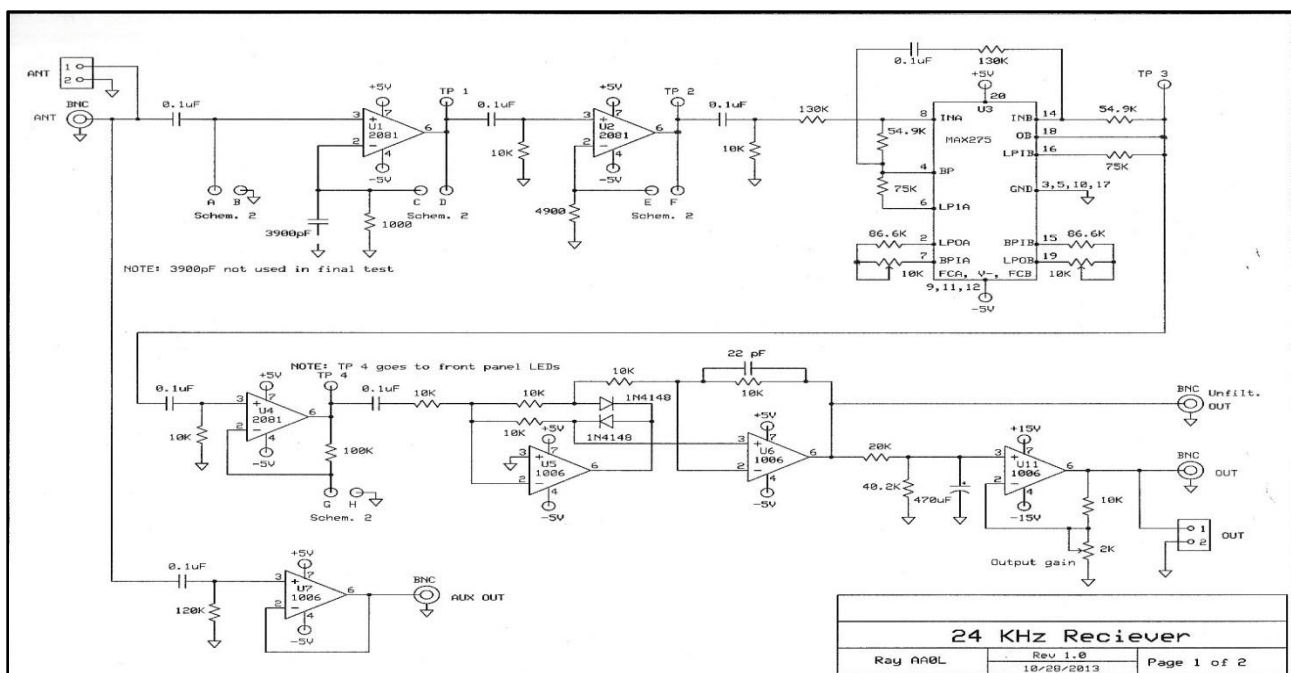 ANT
1
2
BNC
ANT
0.1uF
A
B
Schem. 2
+5V
7
3
+
U1
2081
6
2
-
4
-5V
TP 1
3900pF
1000
C
D
Schem. 2
NOTE: 3900pF not used in final test
0.1uF
10K
+5V
7
3
+
U2
2081
6
2
-
4
-5V
TP 2
4900
E
F
Schem. 2
0.1uF
10K
130K
0.1uF
130K
+5V
20
U3
MAX275
8
INA
54.9K
4
BP
75K
6
LP1A
86.6K
2
LPOA
7
BPIA
10K
INB
14
54.9K
OB
18
LPIB
16
75K
GND
3,5,10,17
BPIB
15
86.6K
LPOB
19
10K
FCA, V-, FCB
9,11,12
-5V
TP 3
0.1uF
10K
+5V
7
3
+
U4
2081
6
2
-
4
-5V
NOTE: TP 4 goes to front panel LEDs
TP 4
100K
G
H
Schem. 2
0.1uF
10K
10K
10K
10K
1N4148
1N4148
+5V
7
3
+
U5
1006
6
2
-
4
-5V
22 pF
10K
+5V
7
3
+
U6
1006
6
2
-
4
-5V
BNC
Unfilt.
OUT
20K
40.2K
470uF
+
+15V
7
3
+
U11
1006
6
2
-
4
-15V
BNC
OUT
10K
2K
Output gain
1
2
OUT
0.1uF
120K
+5V
7
3
+
U7
1006
6
2
-
4
-5V
BNC
AUX OUT
24 KHz Reciever
Ray AA0L
Rev 1.0
10/28/2013
Page 1 of 2